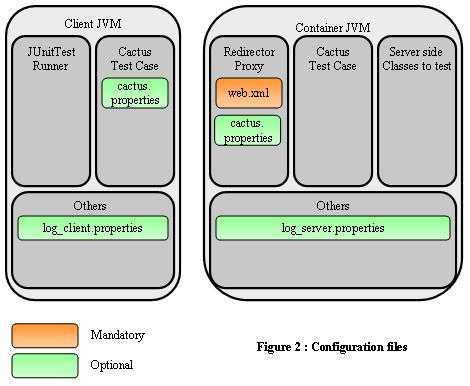 Client JVM
JUnitTest
Runner
Cactus
Test Case
cactus.
properties
Others
log_client.properties
Container JVM
Redirector
Proxy
web.xml
cactus.
properties
Cactus
Test Case
Server side
Classes to test
Others
log_server.properties
Mandatory
Optional
Figure 2 : Configuration files